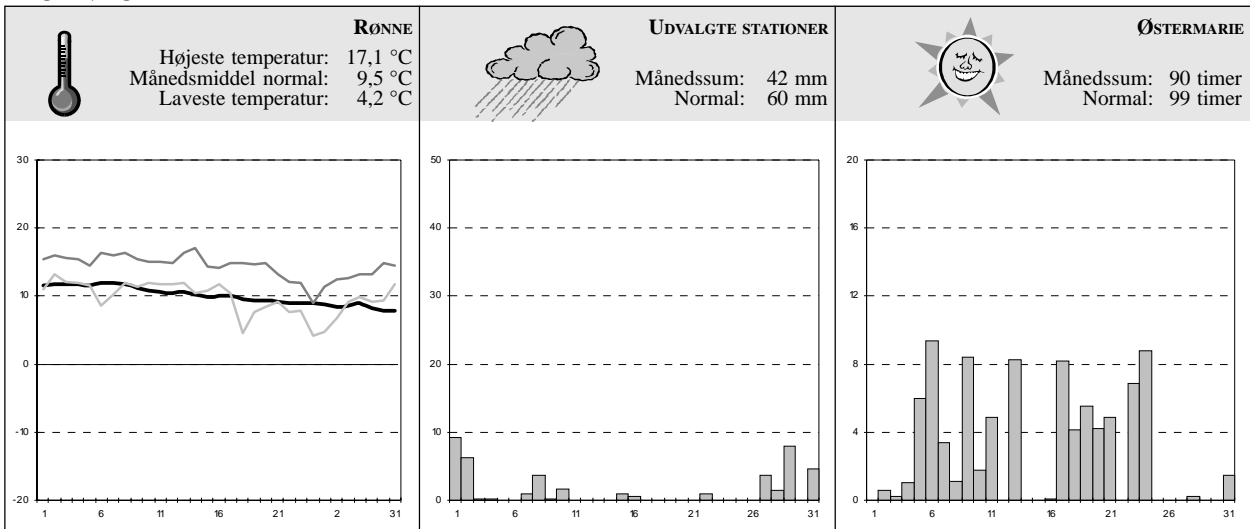 RØNNE
Højeste temperatur: 17,1 °C
Månedsmiddel normal: 9,5 °C
Laveste temperatur: 4,2 °C
UDVALGTE STATIONER
Månedssum: 42 mm
Normal: 60 mm
ØSTERMARIE
Månedssum: 90 timer
Normal: 99 timer
30
20
10
0
-10
-20
1 6 11 16 21 2 31
50
40
30
20
10
0
1 6 11 16 21 26 31
20
16
12
8
4
0
1 6 11 16 21 26 31